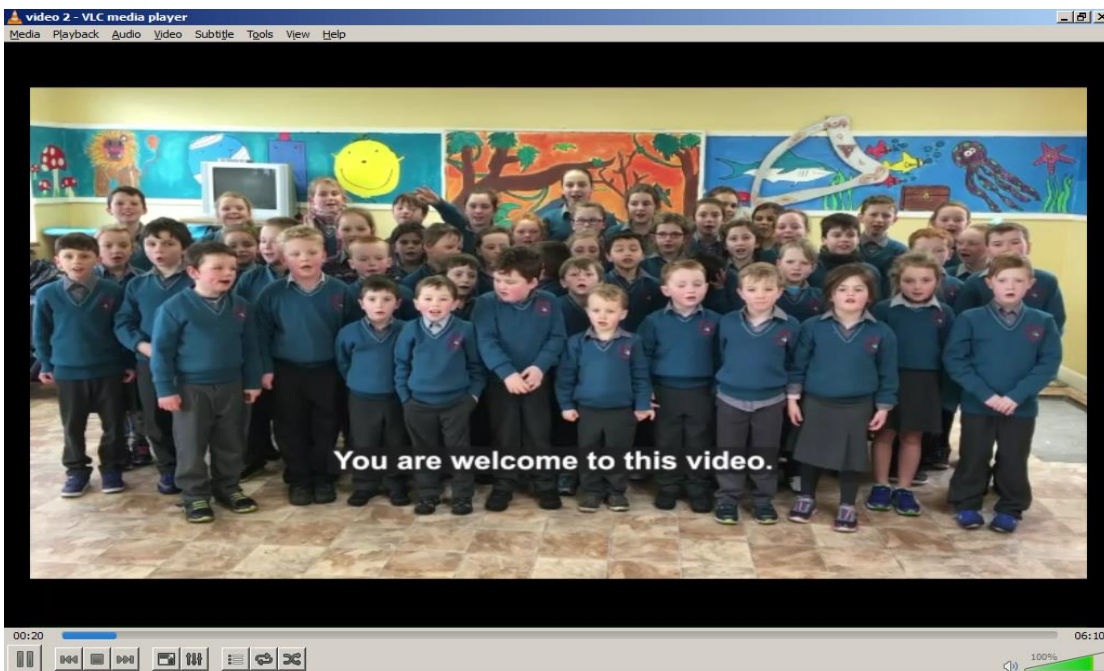 video 2 - VLC media player
Media Playback Audio Video Subtitle Tools View Help
You are welcome to this video.
00:20 06:10
100%